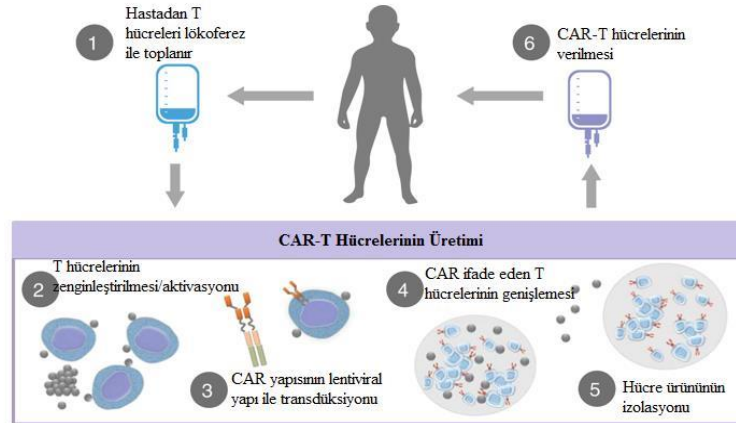 1
Hastadan T
hücreleri lökoferez
ile toplanır
6
CAR-T hücrelerinin
verilmesi
CAR-T Hücrelerinin Üretimi
2
T hücrelerinin
zenginleştirilmesi/aktivasyonu
3
CAR yapısının lentiviral
yapı ile transdüksiyonu
4
CAR ifade eden T
hücrelerinin genişlemesi
5
Hücre ürününün
izolasyonu